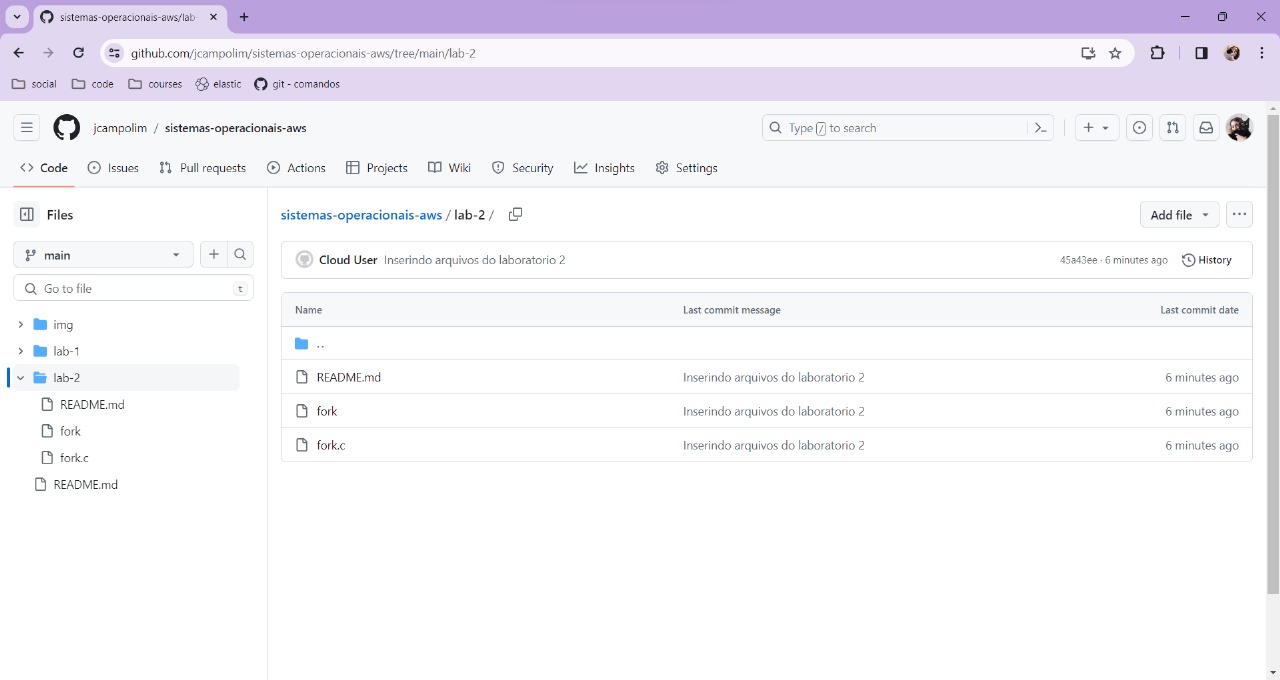 sistemas-operacionais-aws/lab-
github.com/jcampolim/sistemas-operacionais-aws/tree/main/lab-2
social code courses elastic git - comandos
jcampolim / sistemas-operacionais-aws Type / to search
Code Issues Pull requests Actions Projects Wiki Security Insights Settings
Files
main
Go to file t
img
lab-1
lab-2
README.md
fork
fork.c
README.md
sistemas-operacionais-aws / lab-2 / Add file
Cloud User Inserindo arquivos do laboratorio 2 45a43ee · 6 minutes ago History
Name Last commit message Last commit date
..
README.md Inserindo arquivos do laboratorio 2 6 minutes ago
fork Inserindo arquivos do laboratorio 2 6 minutes ago
fork.c Inserindo arquivos do laboratorio 2 6 minutes ago